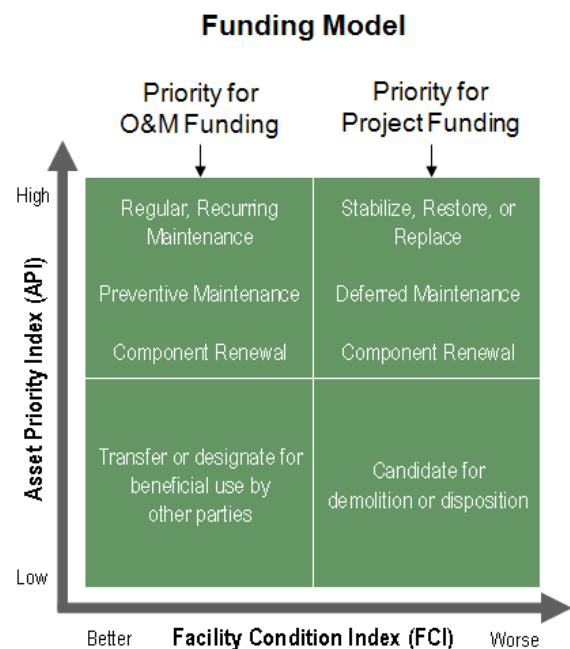 Funding Model
Priority for
O&M Funding
Priority for
Project Funding
High
Regular, Recurring
Maintenance
Preventive Maintenance
Component Renewal
Stabilize, Restore, or
Replace
Deferred Maintenance
Component Renewal
Asset Priority Index (API)
Transfer or designate for
beneficial use by
other parties
Candidate for
demolition or disposition
Low
Better
Facility Condition Index (FCI)
Worse